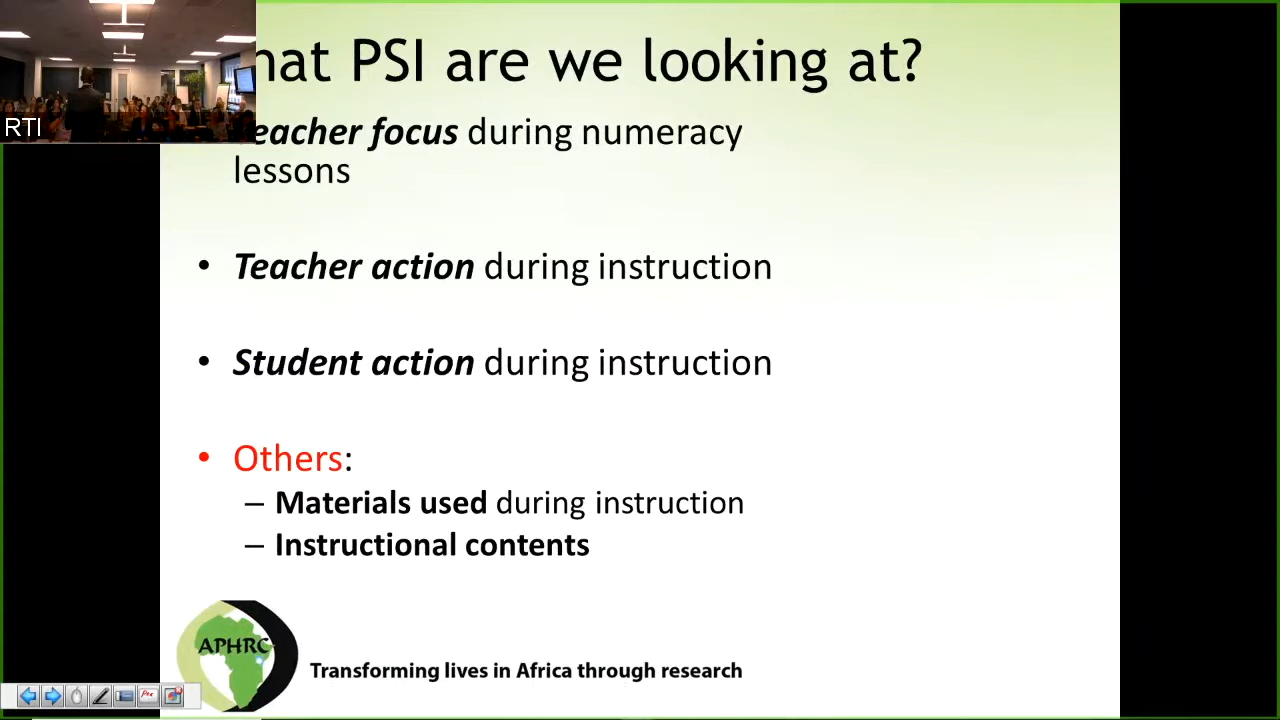 hat PSI are we looking at?
RTI
eacher focus during numeracy
lessons
• Teacher action during instruction
• Student action during instruction
• Others:
– Materials used during instruction
– Instructional contents
APHRC
Transforming lives in Africa through research